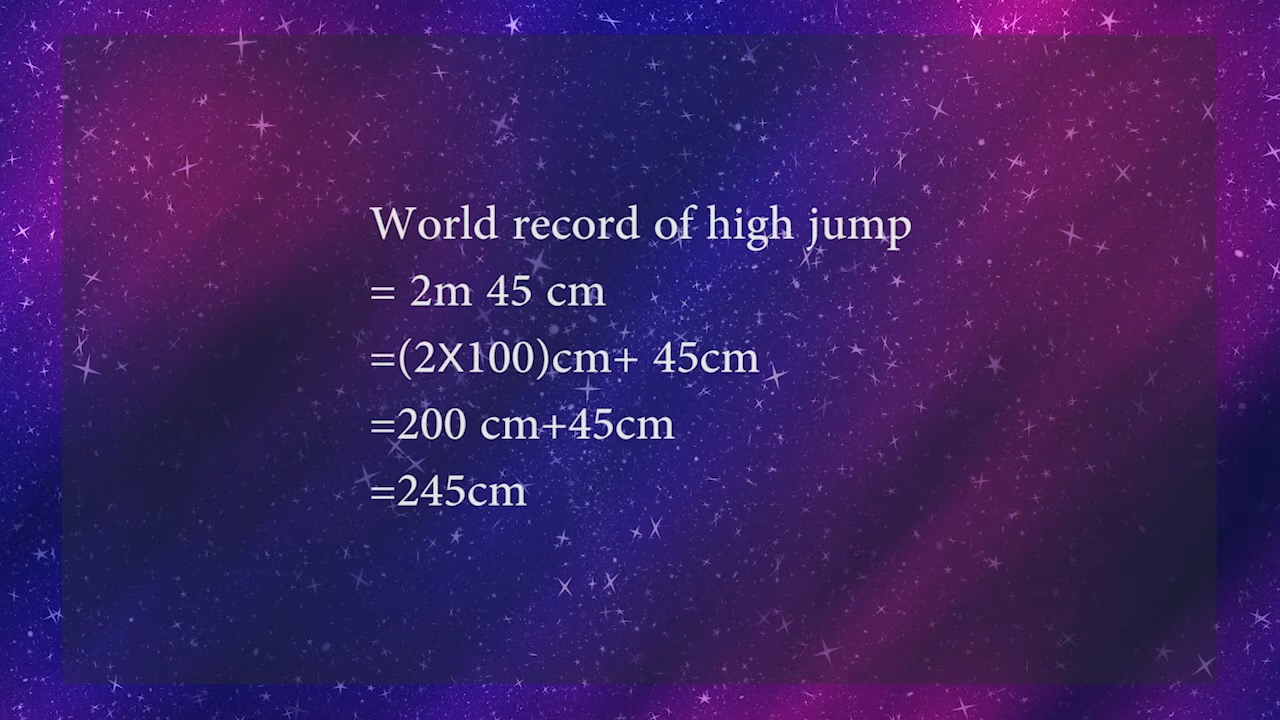 World record of high jump
= 2m 45 cm
=(2X100)cm+ 45cm
=200 cm+45cm
=245cm